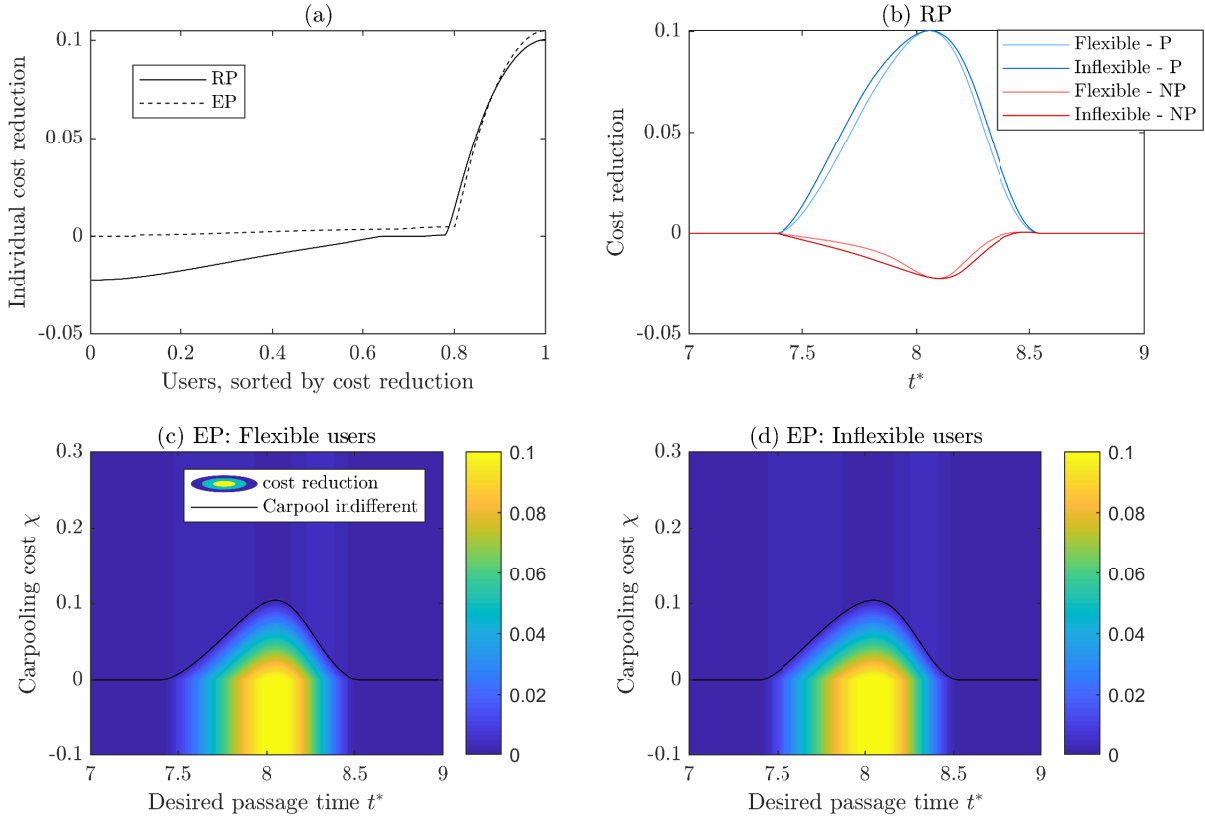 (a)
Individual cost reduction
0.1
0.05
0
-0.05
RP
EP
0
0.2
0.4
0.6
0.8
1
Users, sorted by cost reduction
(b) RP
Cost reduction
0.1
0.05
0
-0.05
Flexible - P
Inflexible - P
Flexible - NP
Inflexible - NP
7
7.5
8
8.5
9
t*
(c) EP: Flexible users
Carpooling cost χ
0.3
0.2
0.1
0
-0.1
cost reduction
Carpool indifferent
7
7.5
8
8.5
9
Desired passage time t*
0.1
0.08
0.06
0.04
0.02
0
(d) EP: Inflexible users
Carpooling cost χ
0.3
0.2
0.1
0
-0.1
7
7.5
8
8.5
9
Desired passage time t*
0.1
0.08
0.06
0.04
0.02
0